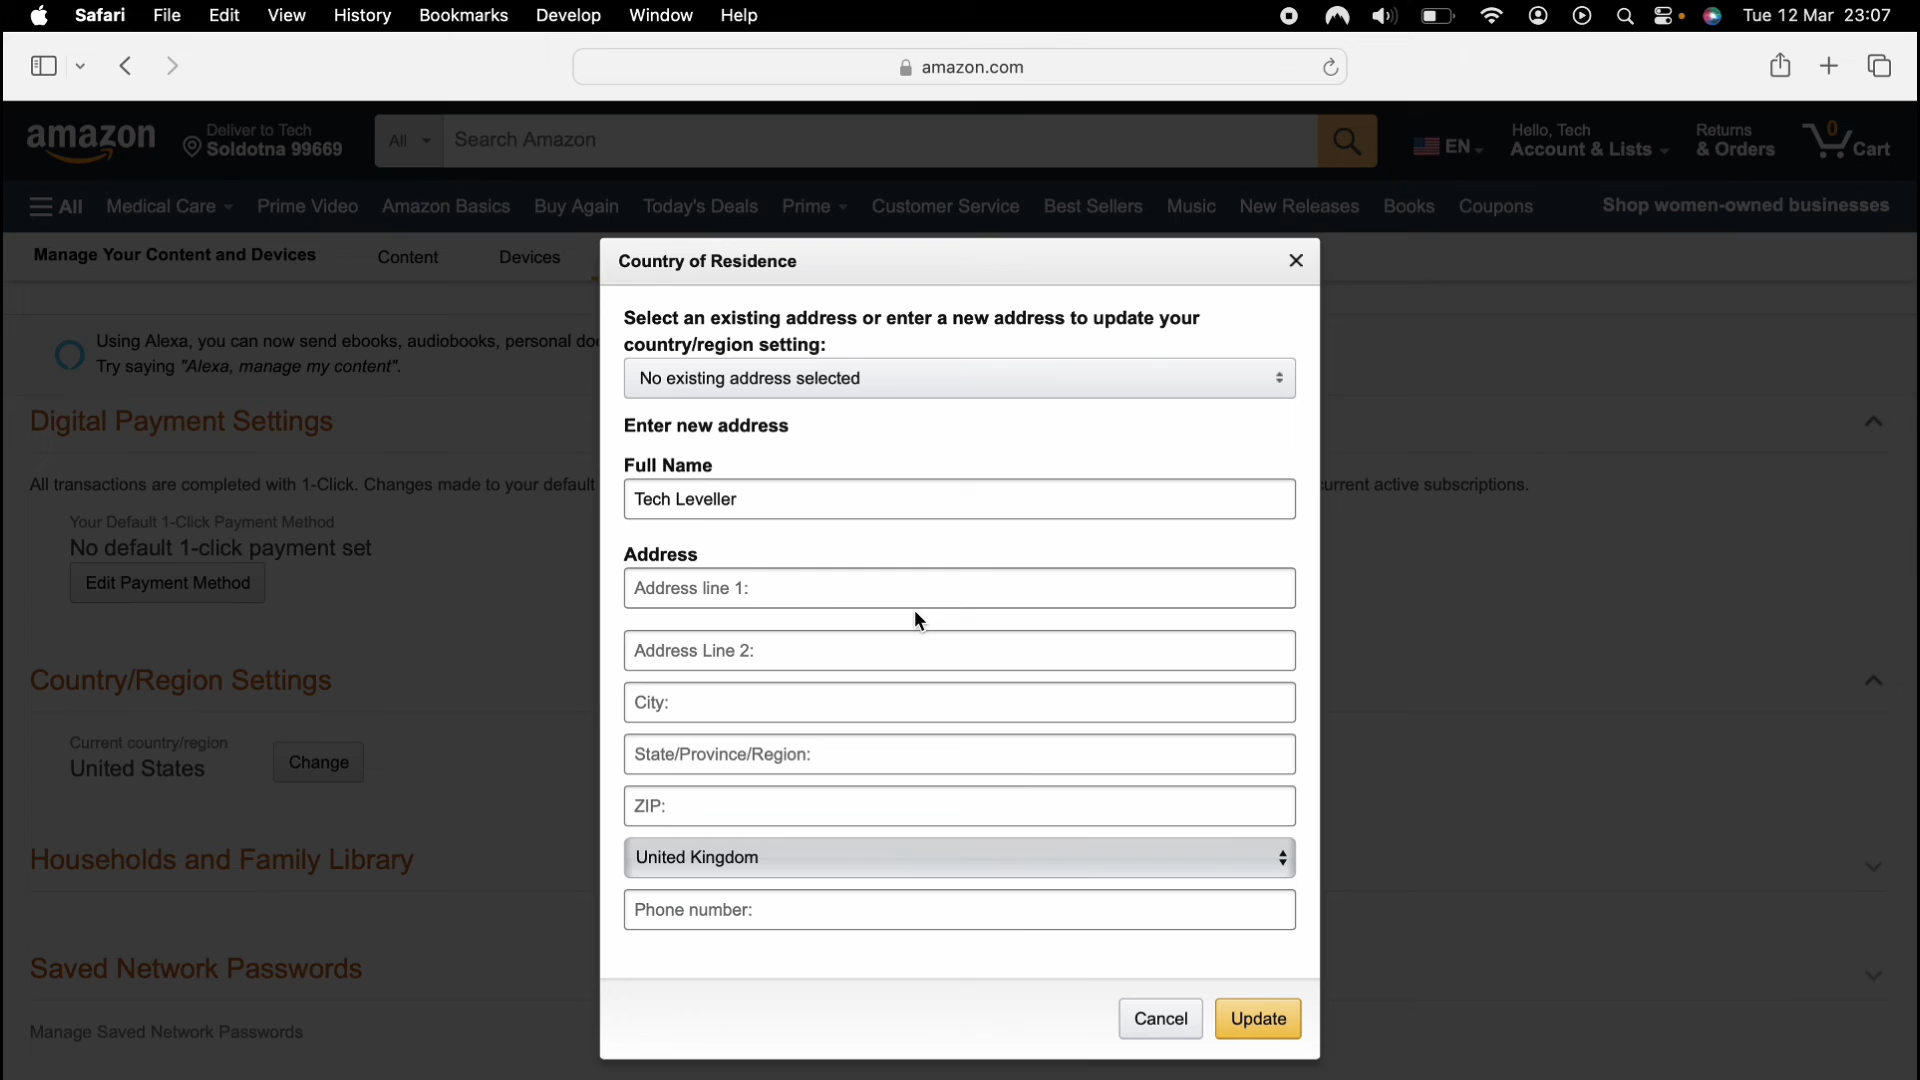 Safari File Edit View History Bookmarks Develop Window Help Tue 12 Mar 23:07
amazon.com
amazon Deliver to Tech Soldotna 99669 All Search Amazon EN Hello, Tech Account & Lists Returns & Orders 0 Cart
All Medical Care Prime Video Amazon Basics Buy Again Today's Deals Prime Customer Service Best Sellers Music New Releases Books Coupons Shop women-owned businesses
Manage Your Content and Devices Content Devices
Using Alexa, you can now send ebooks, audiobooks, personal do
Try saying "Alexa, manage my content".
Digital Payment Settings
All transactions are completed with 1-Click. Changes made to your default
urrent active subscriptions.
Your Default 1-Click Payment Method
No default 1-click payment set
Edit Payment Method
Country/Region Settings
Current country/region
United States
Change
Households and Family Library
Saved Network Passwords
Manage Saved Network Passwords
Country of Residence
Select an existing address or enter a new address to update your
country/region setting:
No existing address selected
Enter new address
Full Name
Tech Leveller
Address
Address line 1:
Address Line 2:
City:
State/Province/Region:
ZIP:
United Kingdom
Phone number:
Cancel Update